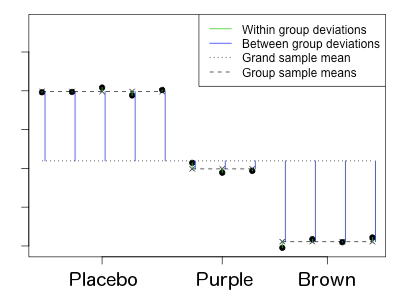 Within group deviations
Between group deviations
Grand sample mean
Group sample means
Placebo Purple Brown